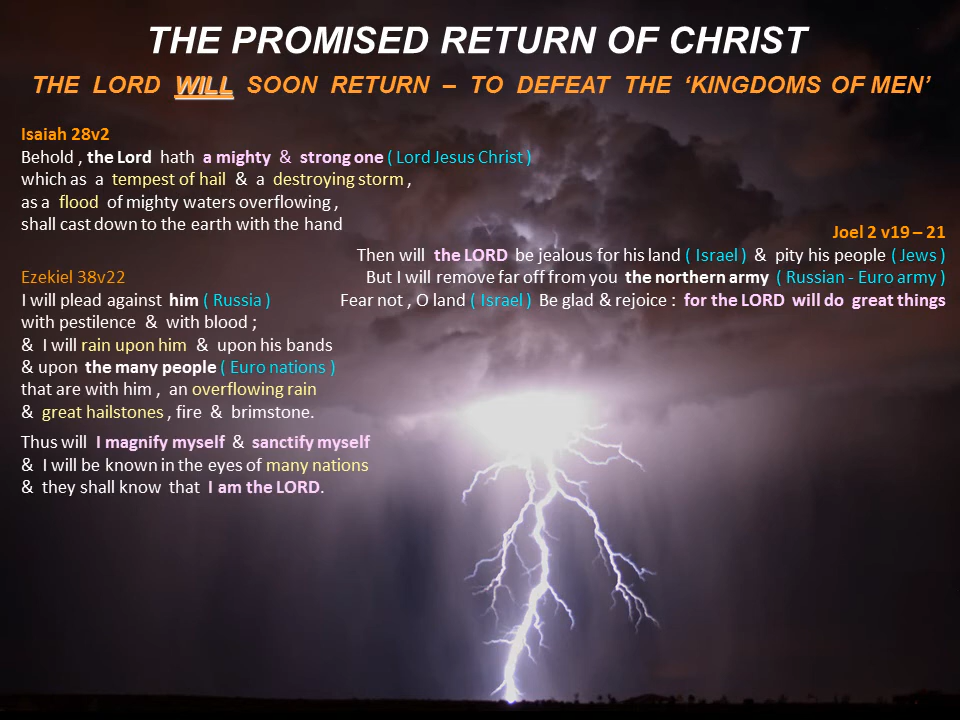 THE PROMISED RETURN OF CHRIST
THE LORD WILL SOON RETURN – TO DEFEAT THE ‘KINGDOMS OF MEN’
Isaiah 28v2
Behold , the Lord hath a mighty & strong one ( Lord Jesus Christ )
which as a tempest of hail & a destroying storm ,
as a flood of mighty waters overflowing ,
shall cast down to the earth with the hand
Joel 2 v19 – 21
Then will the LORD be jealous for his land ( Israel ) & pity his people ( Jews )
But I will remove far off from you the northern army ( Russian - Euro army )
Fear not , O land ( Israel ) Be glad & rejoice : for the LORD will do great things
Ezekiel 38v22
I will plead against him ( Russia )
with pestilence & with blood ;
& I will rain upon him & upon his bands
& upon the many people ( Euro nations )
that are with him , an overflowing rain
& great hailstones , fire & brimstone.
Thus will I magnify myself & sanctify myself
& I will be known in the eyes of many nations
& they shall know that I am the LORD.